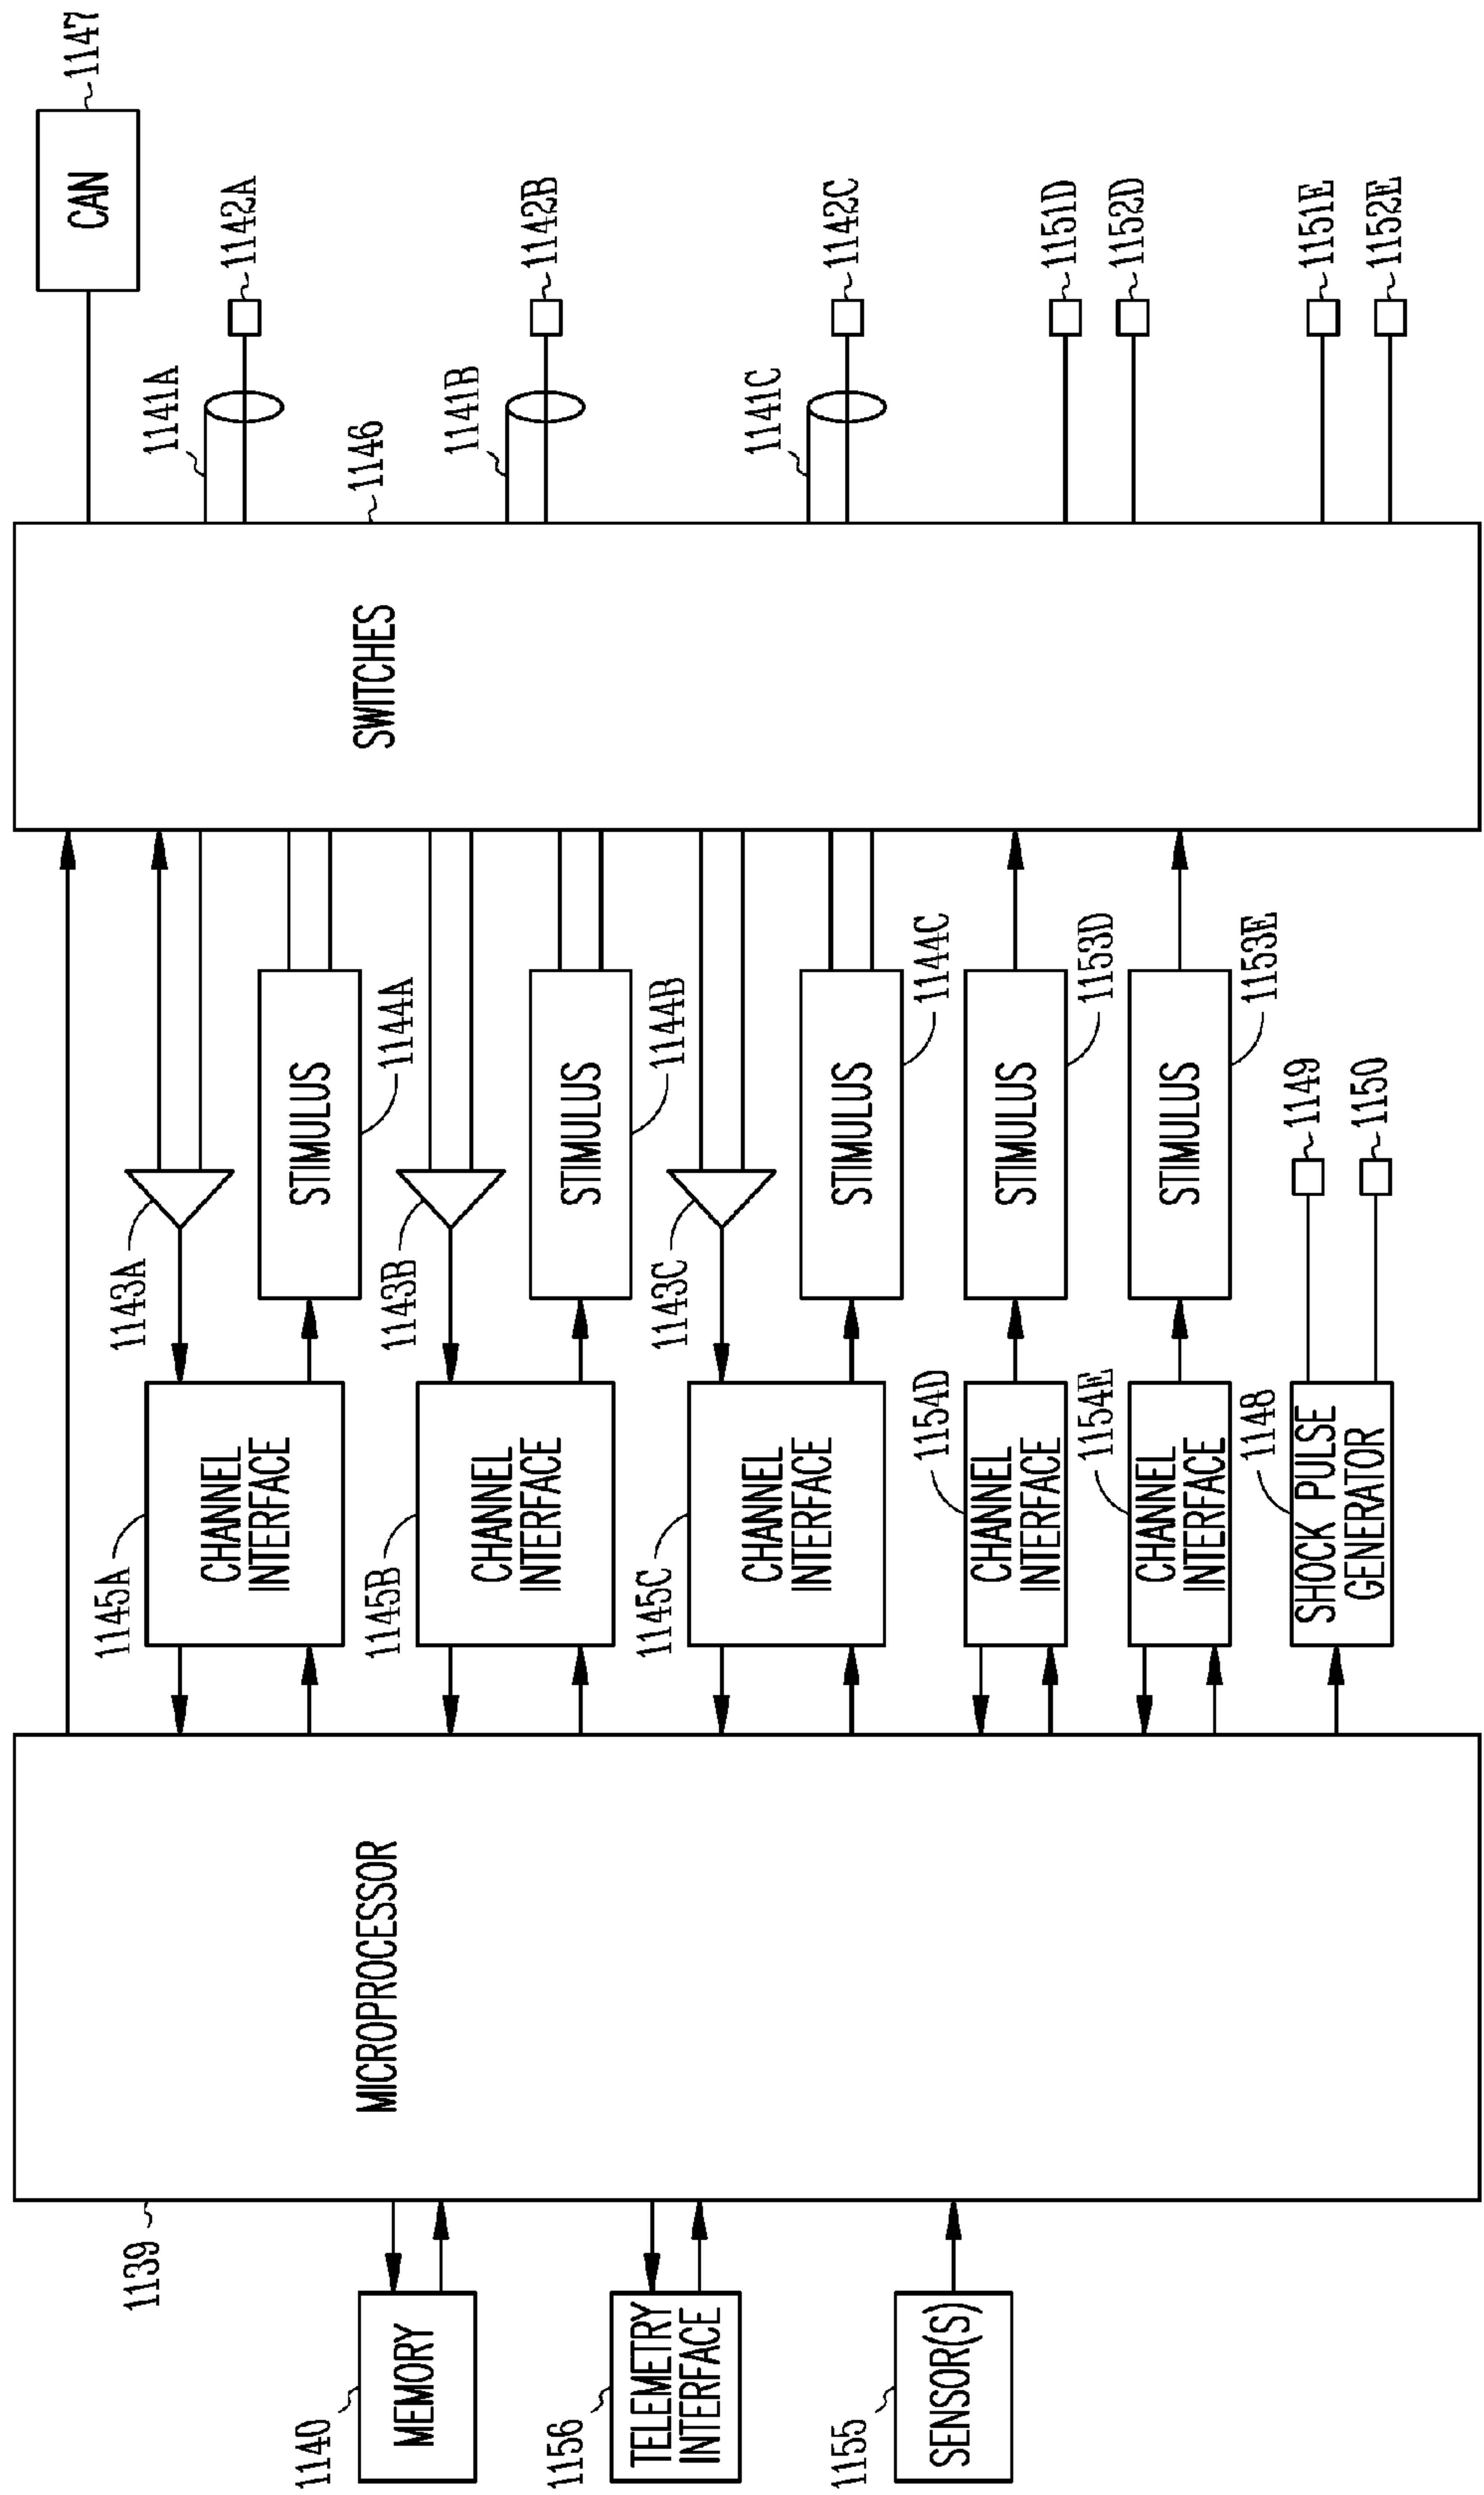 1139
MICROPROCESSOR
1140
MEMORY
1156
TELEMETRY
INTERFACE
1155
SENSOR(S)
1145A
CHANNEL
INTERFACE
1143A
STIMULUS
1144A
1145B
CHANNEL
INTERFACE
1143B
STIMULUS
1144B
1145C
CHANNEL
INTERFACE
1143C
STIMULUS
1144C
1154D
CHANNEL
INTERFACE
STIMULUS
1153D
1154E
CHANNEL
INTERFACE
STIMULUS
1153E
1148
SHOCK PULSE
GENERATOR
1149
1150
SWITCHES
1146
CAN
1147
1141A
1142A
1141B
1142B
1141C
1142C
1151D
1152D
1151E
1152E